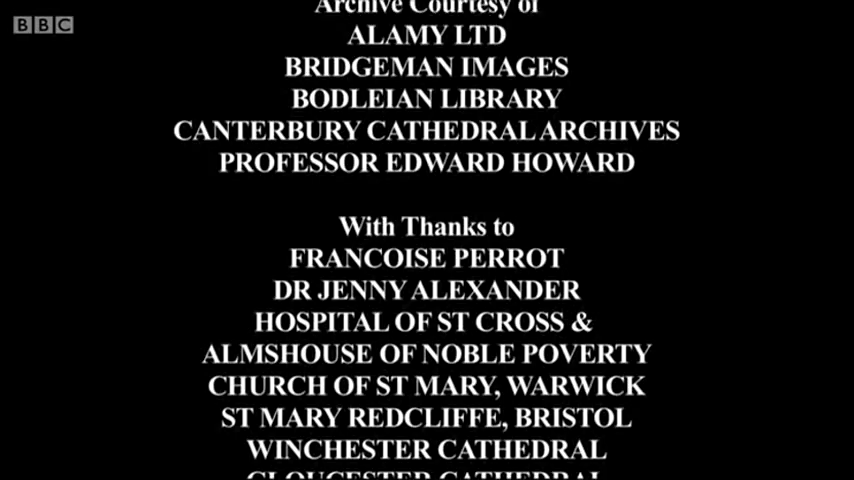 BBC
Archive Courtesy of
ALAMY LTD
BRIDGEMAN IMAGES
BODLEIAN LIBRARY
CANTERBURY CATHEDRAL ARCHIVES
PROFESSOR EDWARD HOWARD
With Thanks to
FRANCOISE PERROT
DR JENNY ALEXANDER
HOSPITAL OF ST CROSS &
ALMSHOUSE OF NOBLE POVERTY
CHURCH OF ST MARY, WARWICK
ST MARY REDCLIFFE, BRISTOL
WINCHESTER CATHEDRAL
GLOUCESTER CATHEDRAL